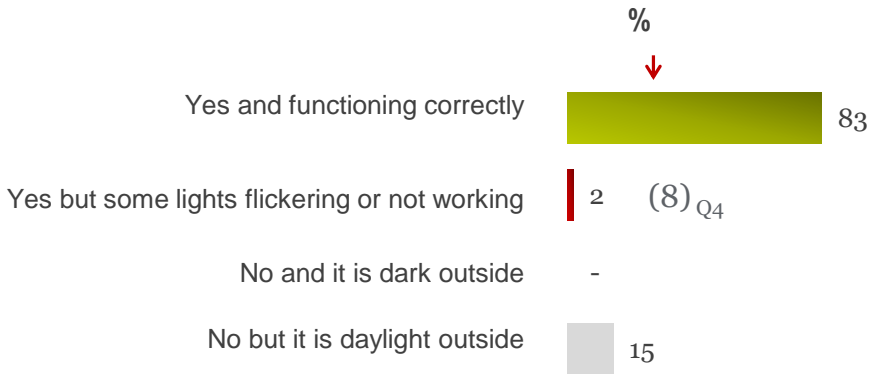 %
Yes and functioning correctly 83
Yes but some lights flickering or not working 2 (8) Q4
No and it is dark outside -
No but it is daylight outside 15